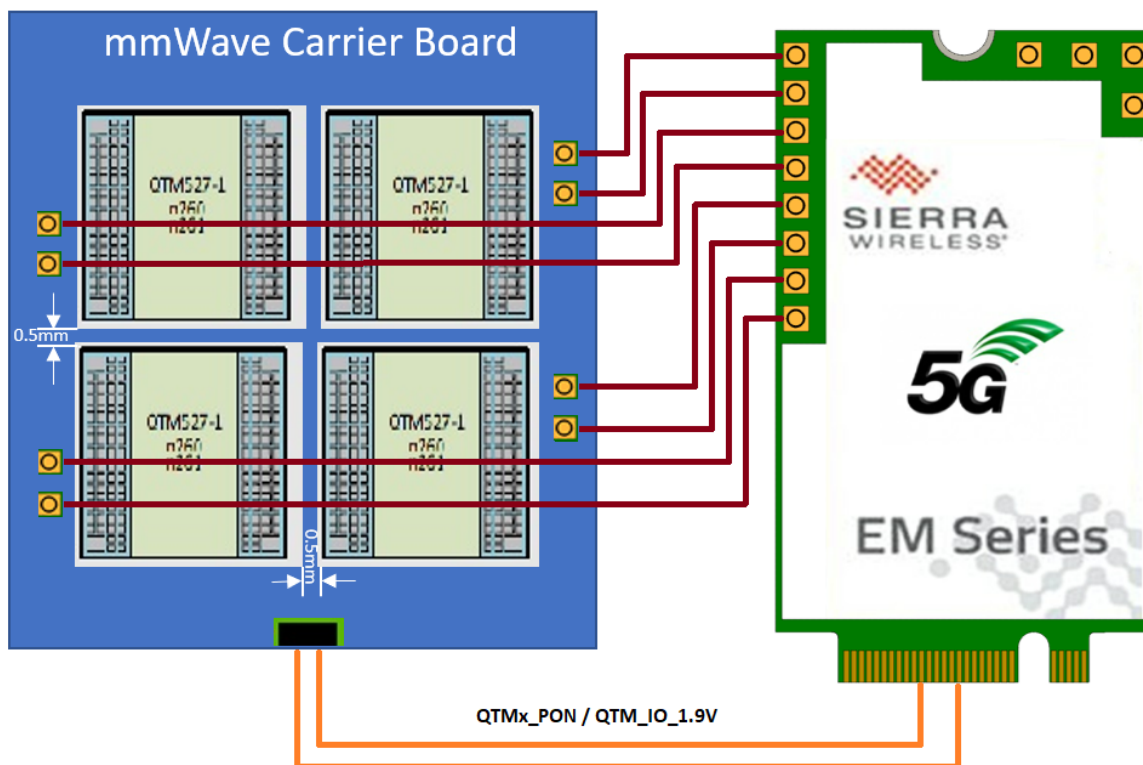 mmWave Carrier Board
QTM527-1
n260
n261
QTM527-1
n260
n261
0.5mm
QTM527-1
n260
n261
QTM527-1
n260
n261
0.5mm
SIERRA
WIRELESS®
5G
EM Series
QTMx_PON / QTM_IO_1.9V